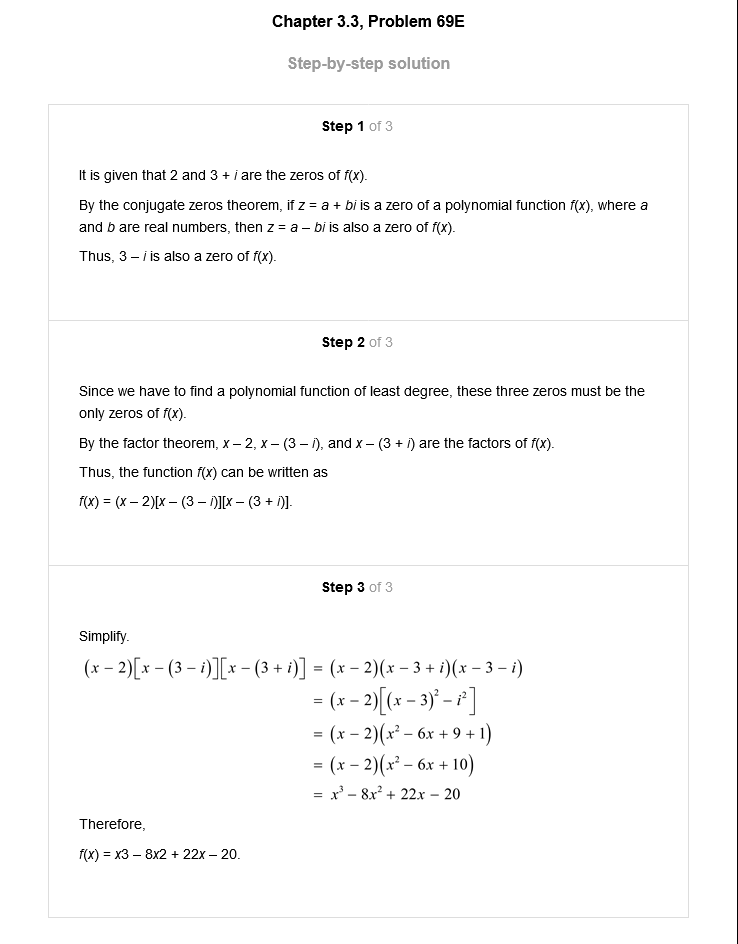 Chapter 3.3, Problem 69E
Step-by-step solution
Step 1 of 3
It is given that 2 and 3 + i are the zeros of f(x).
By the conjugate zeros theorem, if z = a + bi is a zero of a polynomial function f(x), where a
and b are real numbers, then z = a – bi is also a zero of f(x).
Thus, 3 – i is also a zero of f(x).
Step 2 of 3
Since we have to find a polynomial function of least degree, these three zeros must be the
only zeros of f(x).
By the factor theorem, x – 2, x – (3 – i), and x – (3 + i) are the factors of f(x).
Thus, the function f(x) can be written as
f(x) = (x – 2)[x – (3 – i)][x – (3 + i)].
Step 3 of 3
Simplify.
(x − 2)[x − (3 − i)][x − (3 + i)] = (x − 2)(x − 3 + i)(x − 3 − i)
= (x − 2)[(x − 3)² − i²]
= (x − 2)(x² − 6x + 9 + 1)
= (x − 2)(x² − 6x + 10)
= x³ − 8x² + 22x − 20
Therefore,
f(x) = x3 – 8x2 + 22x – 20.